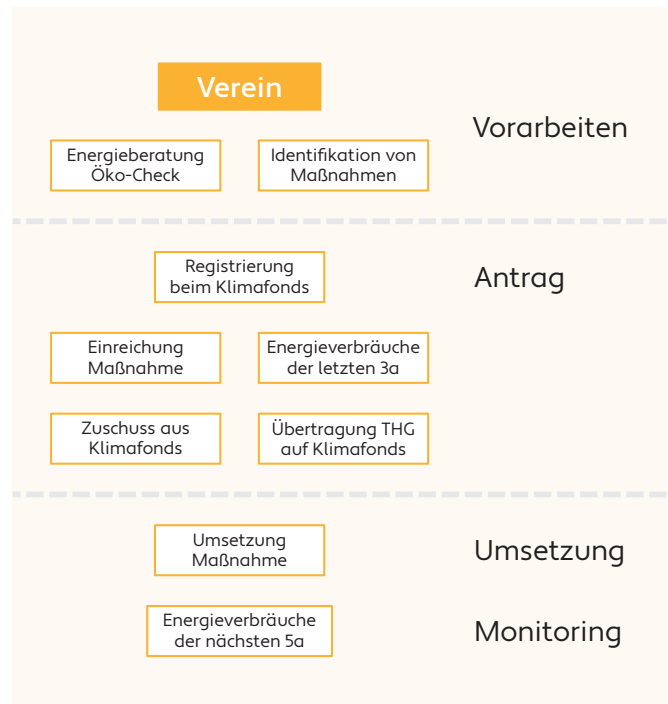 Verein
Vorarbeiten
Energieberatung
Öko-Check
Identifikation von
Maßnahmen
Registrierung
beim Klimafonds
Antrag
Einreichung
Maßnahme
Energieverbräuche
der letzten 3a
Zuschuss aus
Klimafonds
Übertragung THG
auf Klimafonds
Umsetzung
Maßnahme
Umsetzung
Energieverbräuche
der nächsten 5a
Monitoring